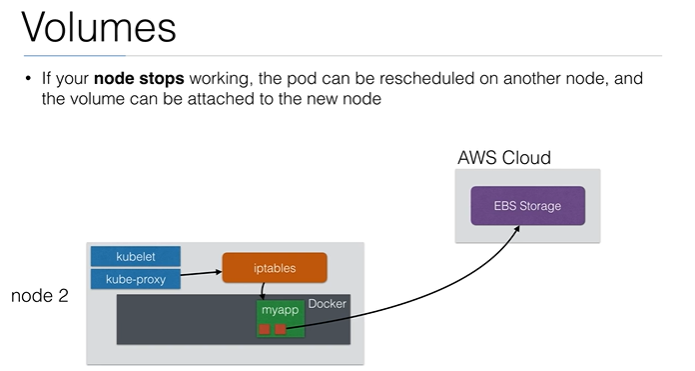 Volumes
• If your node stops working, the pod can be rescheduled on another node, and
the volume can be attached to the new node
AWS Cloud
EBS Storage
kubelet
kube-proxy
iptables
node 2
Docker
myapp